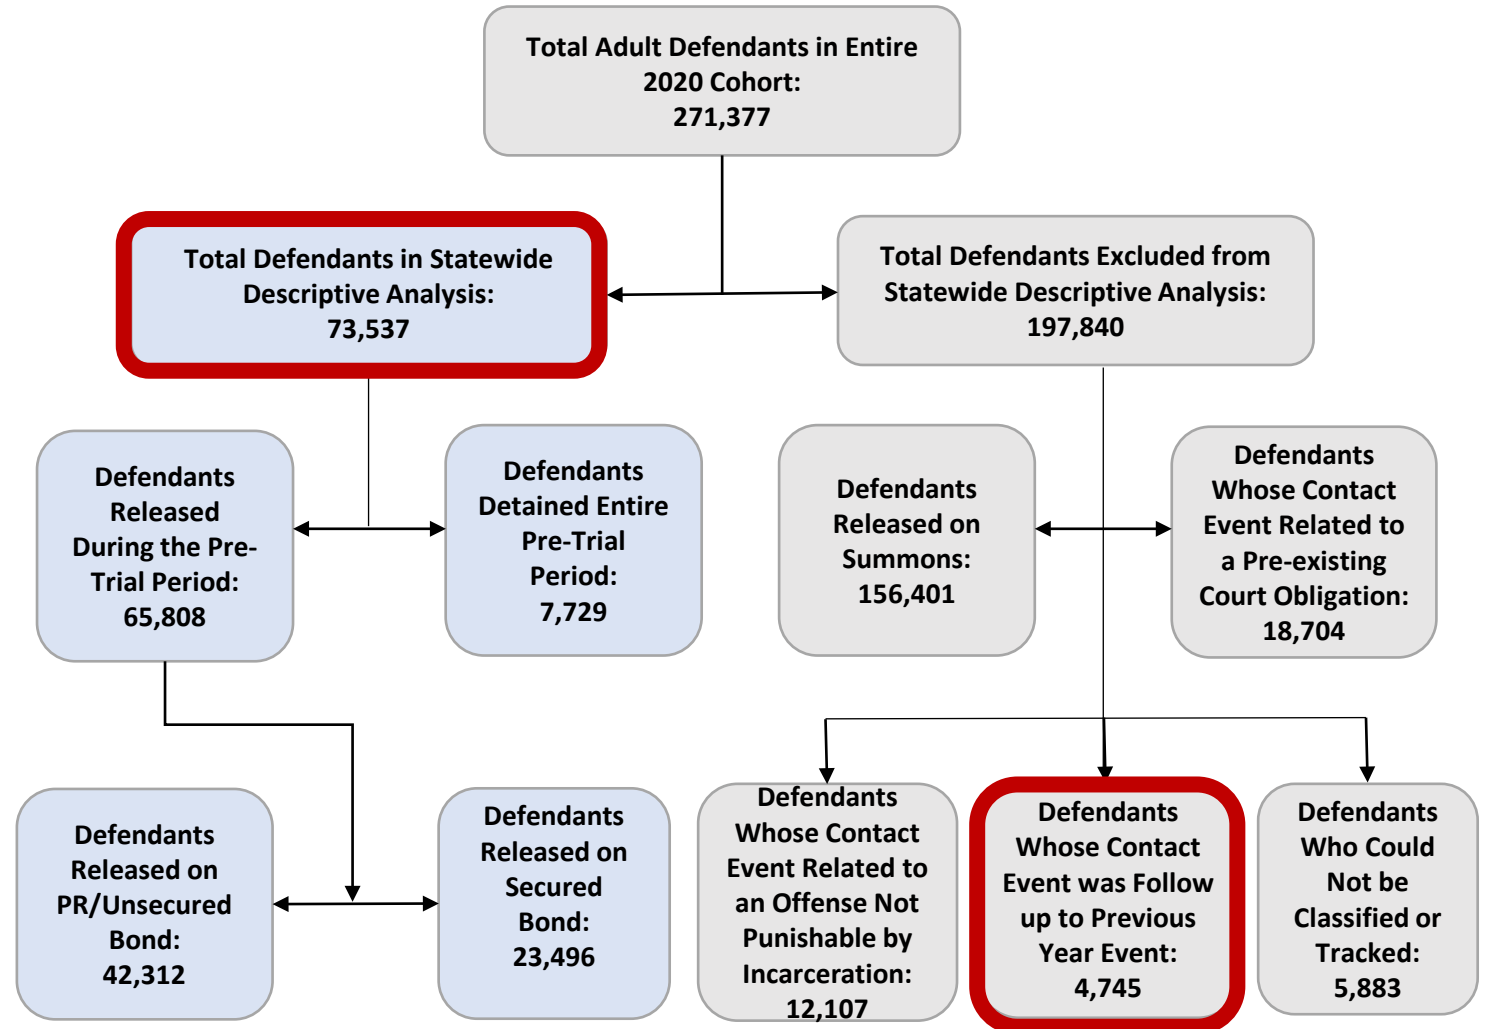 Total Adult Defendants in Entire
2020 Cohort:
271,377
Total Defendants in Statewide
Descriptive Analysis:
73,537
Total Defendants Excluded from
Statewide Descriptive Analysis:
197,840
Defendants
Released
During the Pre-
Trial Period:
65,808
Defendants
Detained Entire
Pre-Trial
Period:
7,729
Defendants
Released on
Summons:
156,401
Defendants
Whose Contact
Event Related to
a Pre-existing
Court Obligation:
18,704
Defendants
Released on
PR/Unsecured
Bond:
42,312
Defendants
Released on
Secured
Bond:
23,496
Defendants
Whose Contact
Event Related to
an Offense Not
Punishable by
Incarceration:
12,107
Defendants
Whose Contact
Event was Follow
up to Previous
Year Event:
4,745
Defendants
Who Could
Not be
Classified or
Tracked:
5,883